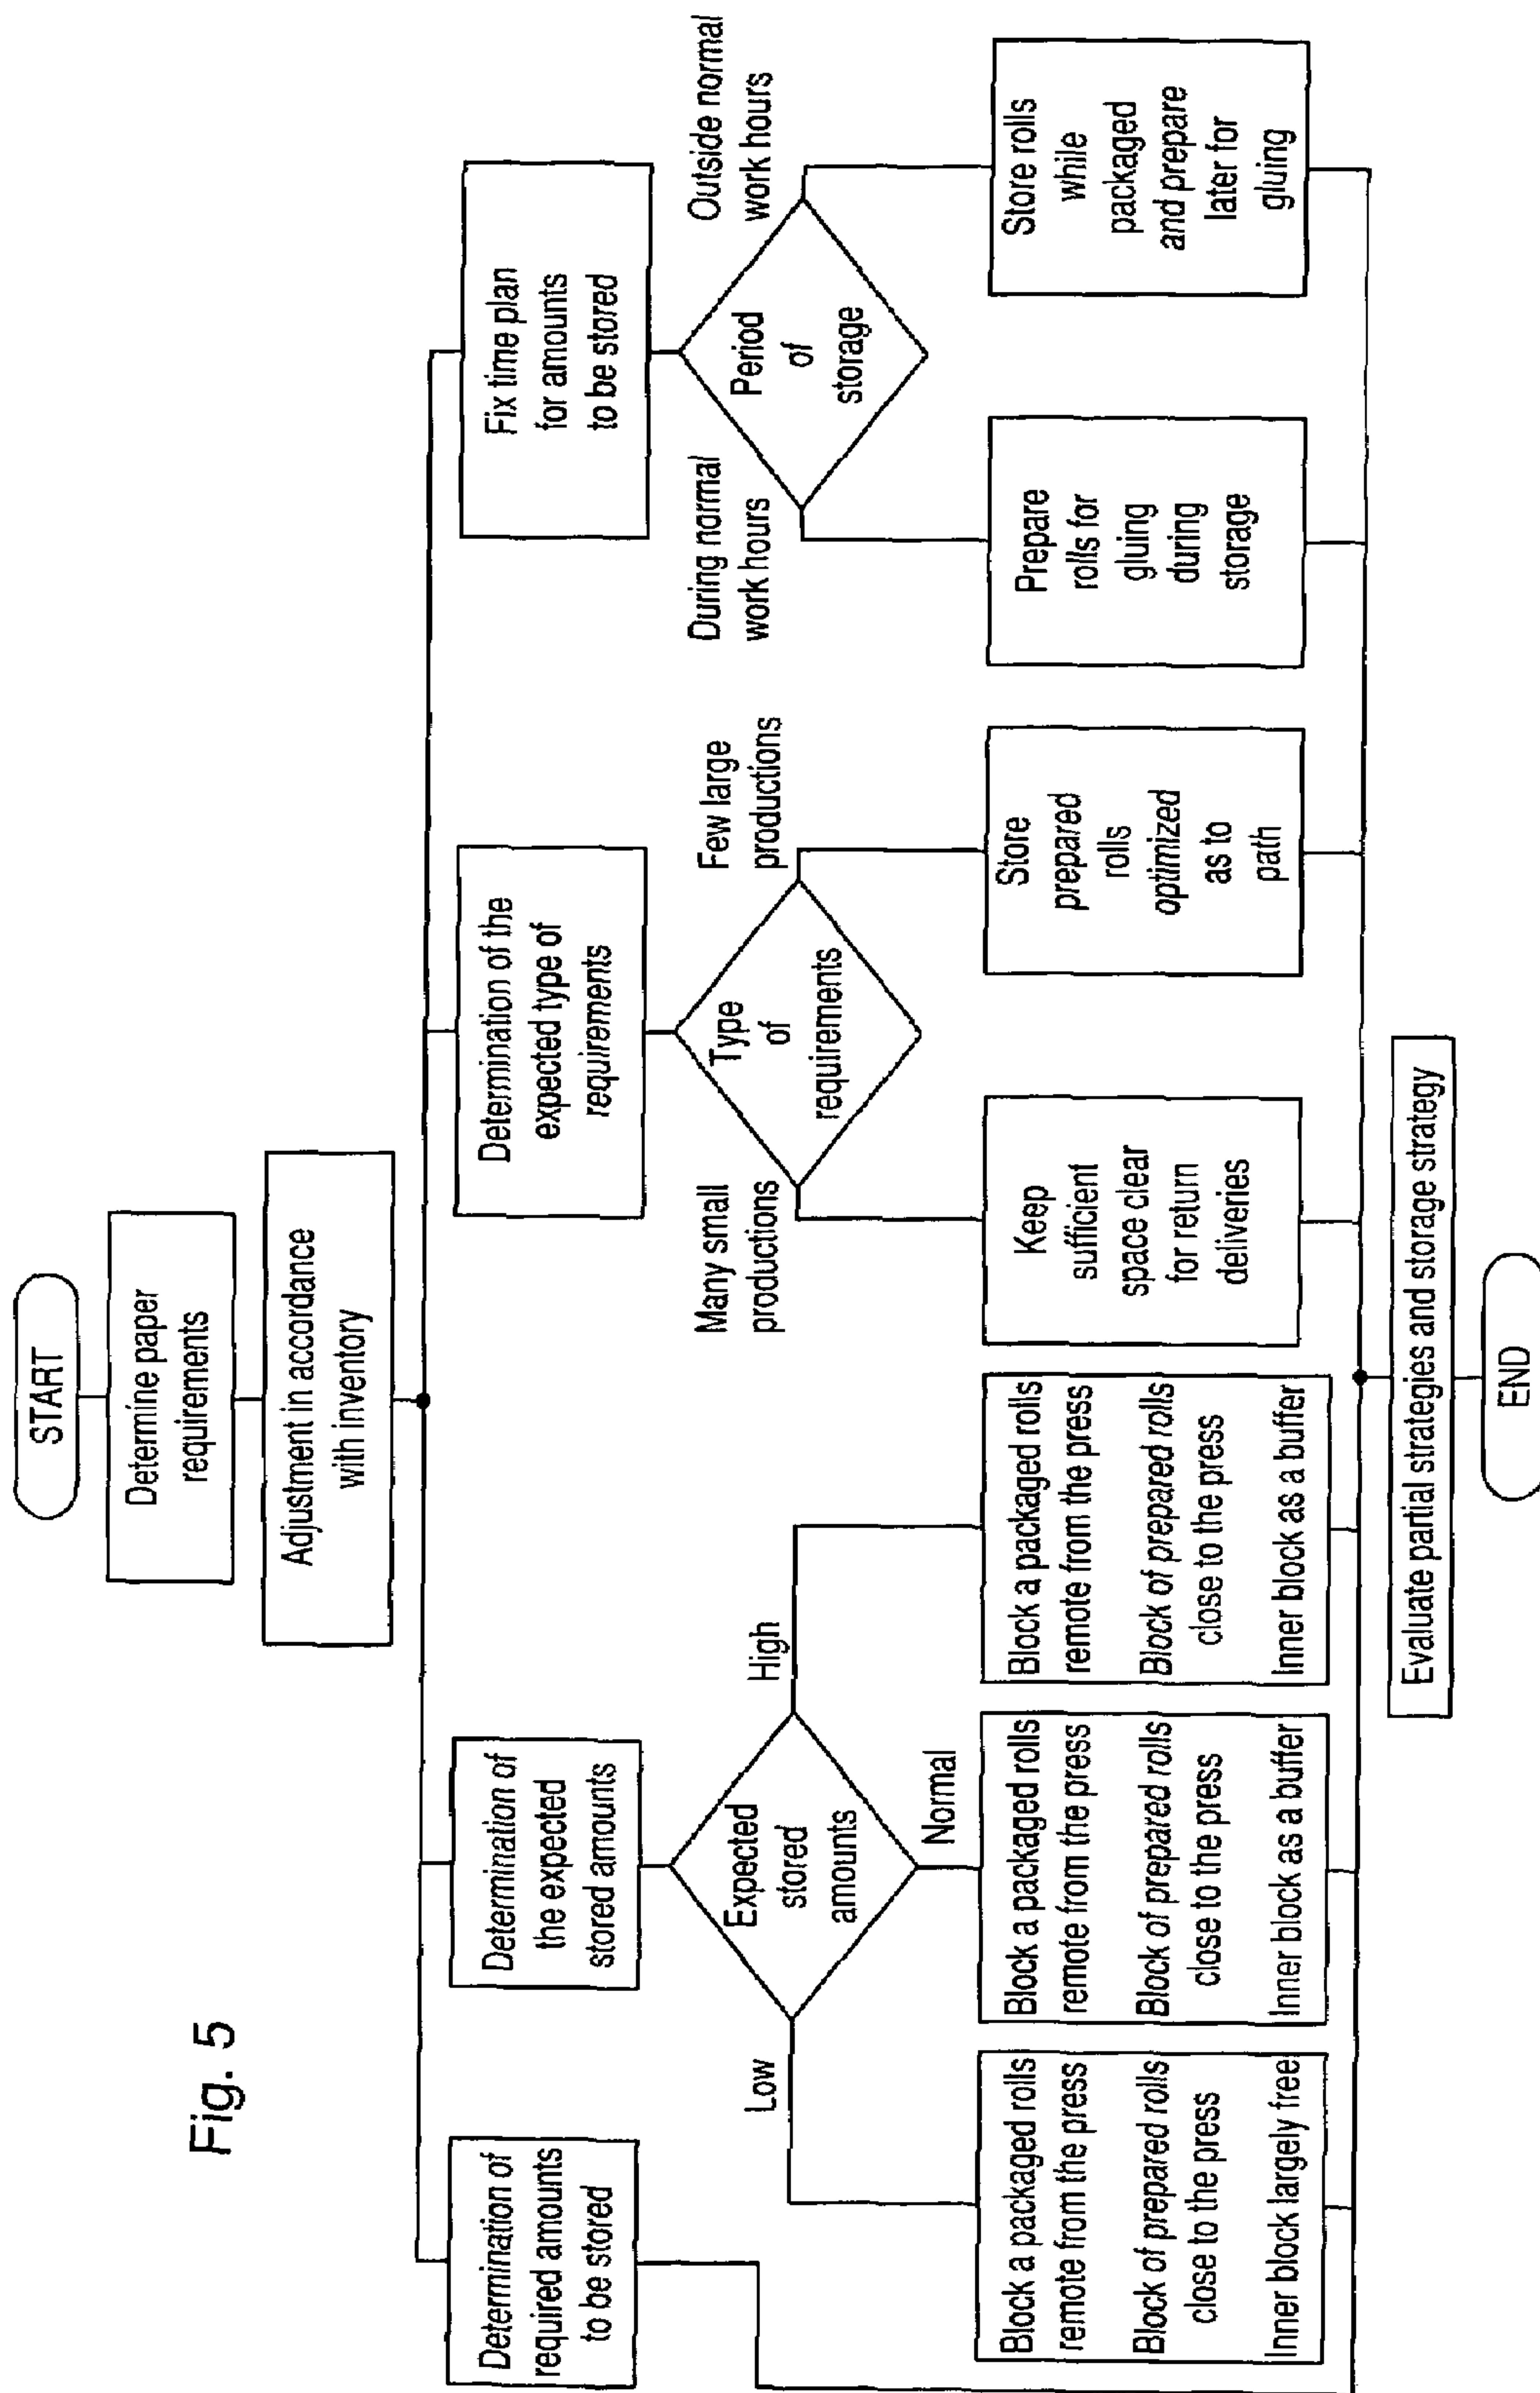 Fig. 5
START
Determine paper
requirements
Adjustment in accordance
with inventory
Determination of
required amounts
to be stored
Determination of
the expected
stored amounts
Determination of the
expected type of
requirements
Fix time plan
for amounts
to be stored
Expected
stored
amounts
Low
Normal
High
Type
of
requirements
Many small
productions
Few large
productions
Period
of
storage
During normal
work hours
Outside normal
work hours
Block a packaged rolls
remote from the press
Block of prepared rolls
close to the press
Inner block largely free
Block a packaged rolls
remote from the press
Block of prepared rolls
close to the press
Inner block as a buffer
Block a packaged rolls
remote from the press
Block of prepared rolls
close to the press
Inner block as a buffer
Keep
sufficient
space clear
for return
deliveries
Store
prepared
rolls
optimized
as to
path
Prepare
rolls for
gluing
during
storage
Store rolls
while
packaged
and prepare
later for
gluing
Evaluate partial strategies and storage strategy
END